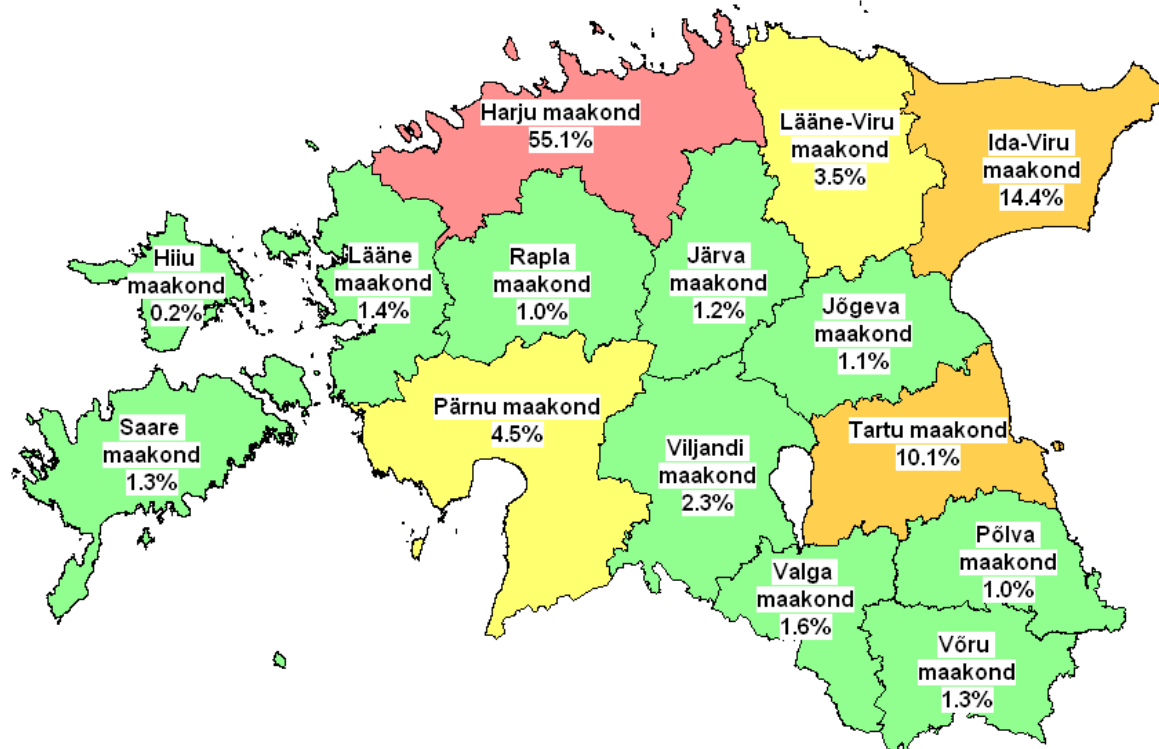 Harju maakond
55.1%
Lääne-Viru
maakond
3.5%
Ida-Viru
maakond
14.4%
Hiiu
maakond
0.2%
Lääne
maakond
1.4%
Rapla
maakond
1.0%
Järva
maakond
1.2%
Jõgeva
maakond
1.1%
Saare
maakond
1.3%
Pärnu maakond
4.5%
Viljandi
maakond
2.3%
Tartu maakond
10.1%
Valga
maakond
1.6%
Põlva
maakond
1.0%
Võru
maakond
1.3%